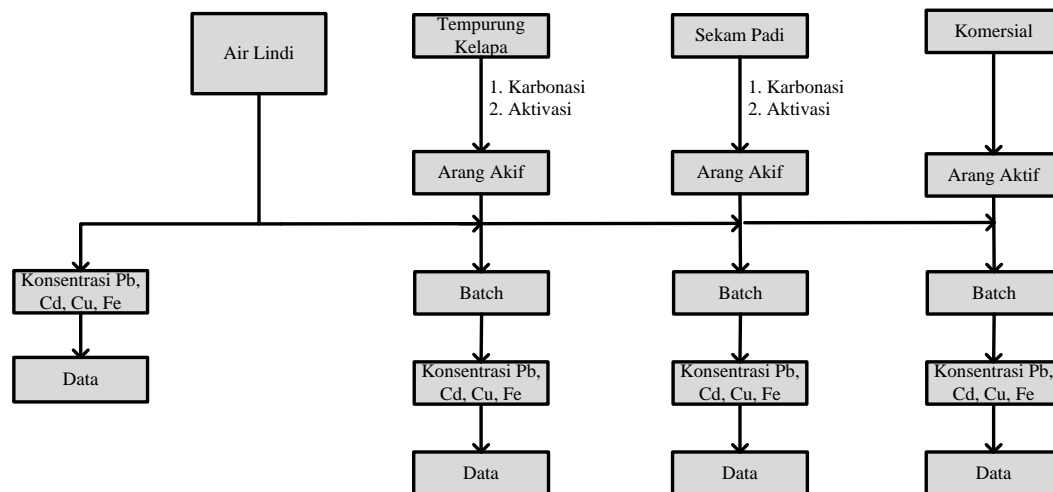 Air Lindi
Tempurung
Kelapa
Sekam Padi
Komersial
1. Karbonasi
2. Aktivasi
1. Karbonasi
2. Aktivasi
Arang Akif
Arang Akif
Arang Aktif
Konsentrasi Pb,
Cd, Cu, Fe
Batch
Batch
Batch
Data
Konsentrasi Pb,
Cd, Cu, Fe
Konsentrasi Pb,
Cd, Cu, Fe
Konsentrasi Pb,
Cd, Cu, Fe
Data
Data
Data